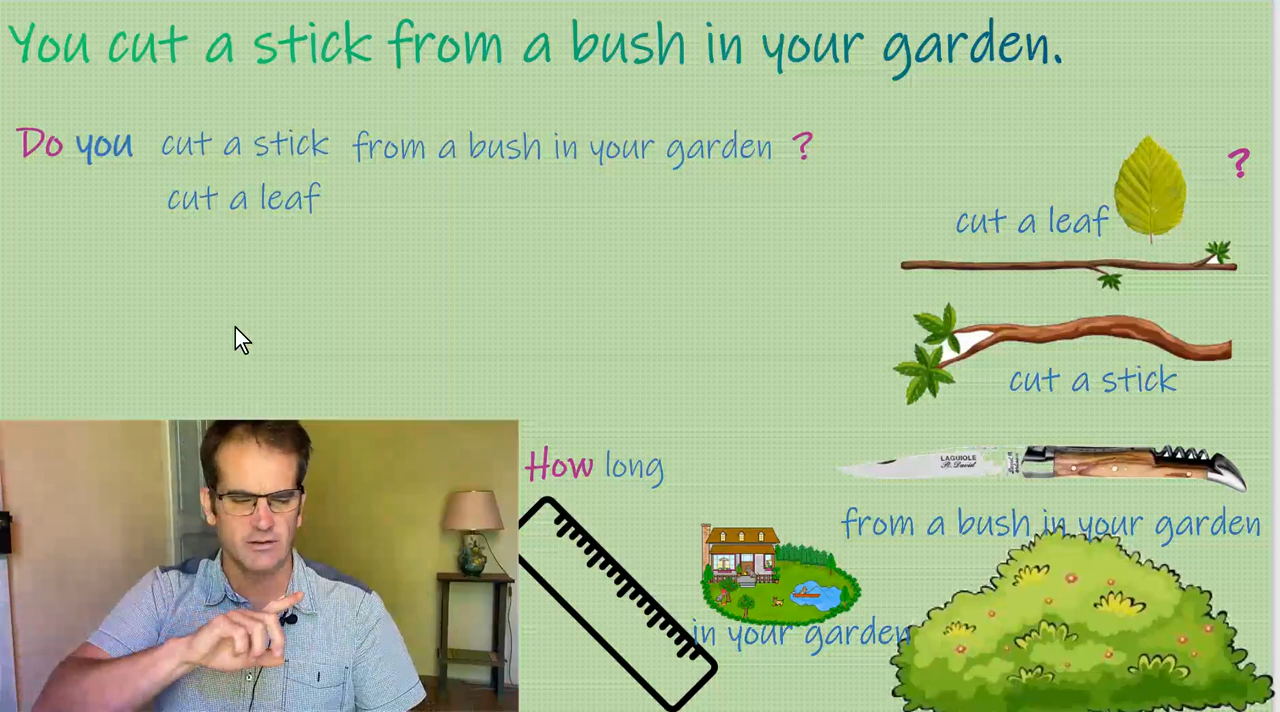 You cut a stick from a bush in your garden.
Do you cut a stick from a bush in your garden ?
cut a leaf
?
cut a leaf
cut a stick
How long
LAGUIOLE
from a bush in your garden
in your garden